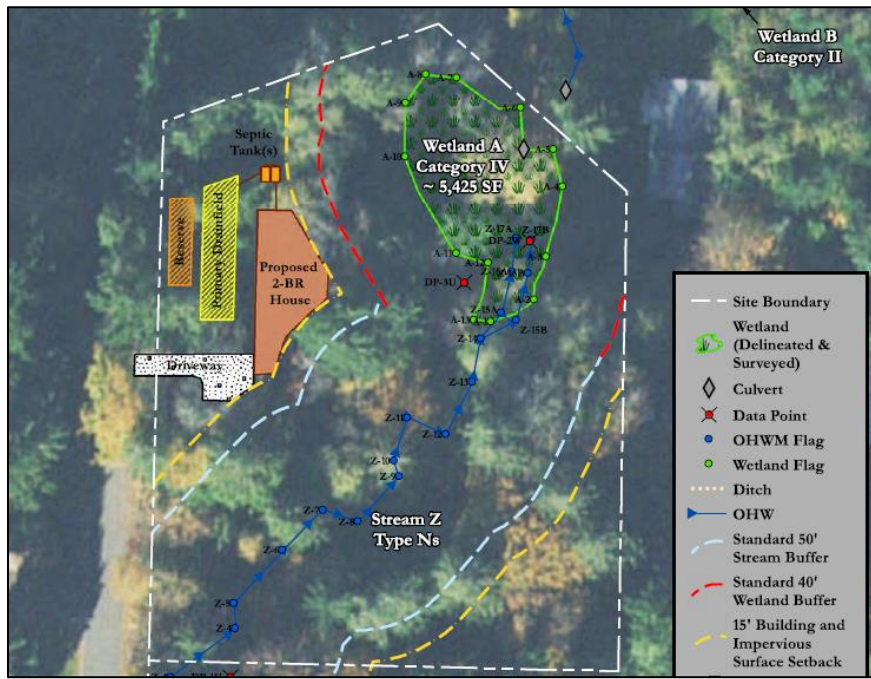 Wetland B
Category II
A-8
A-7
A-9
A-6
Septic
Tank(s)
Wetland A
Category IV
~ 5,425 SF
A-5
A-10
A-4
Reserve
Primary Drainfield
Z-17A
Z-17B
DP-2W
A-11
A-3
Proposed
2-BR
House
DP-3U
A-2
Z-15A
A-13
Z-15B
Z-14
Driveway
Z-13
Z-11
Z-12
Z-10
Z-9
Z-7
Z-8
Stream Z
Type Ns
Z-6
Z-5
Z-4
Site Boundary
Wetland
(Delineated &
Surveyed)
Culvert
Data Point
OHWM Flag
Wetland Flag
Ditch
OHW
Standard 50'
Stream Buffer
Standard 40'
Wetland Buffer
15' Building and
Impervious
Surface Setback